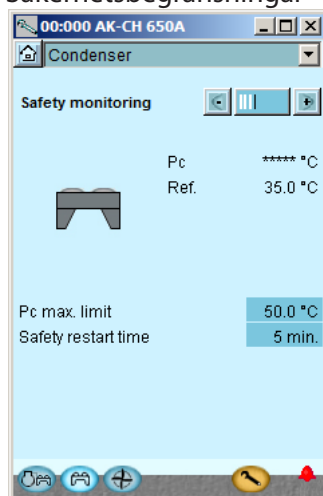 Säkerhetsbegränsningar
00:000 AK-CH 650A
Condenser
Safety monitoring
Pc ***** °C
Ref. 35.0 °C
Pc max. limit 50.0 °C
Safety restart time 5 min.